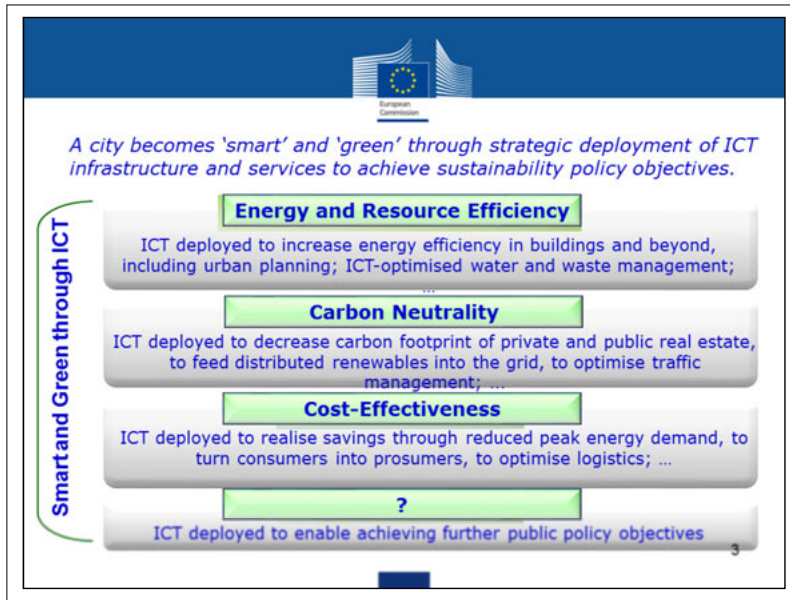 European
Commission
A city becomes ‘smart’ and ‘green’ through strategic deployment of ICT
infrastructure and services to achieve sustainability policy objectives.
Smart and Green through ICT
Energy and Resource Efficiency
ICT deployed to increase energy efficiency in buildings and beyond,
including urban planning; ICT-optimised water and waste management;
...
Carbon Neutrality
ICT deployed to decrease carbon footprint of private and public real estate,
to feed distributed renewables into the grid, to optimise traffic
management; ...
Cost-Effectiveness
ICT deployed to realise savings through reduced peak energy demand, to
turn consumers into prosumers, to optimise logistics; ...
?
ICT deployed to enable achieving further public policy objectives
3